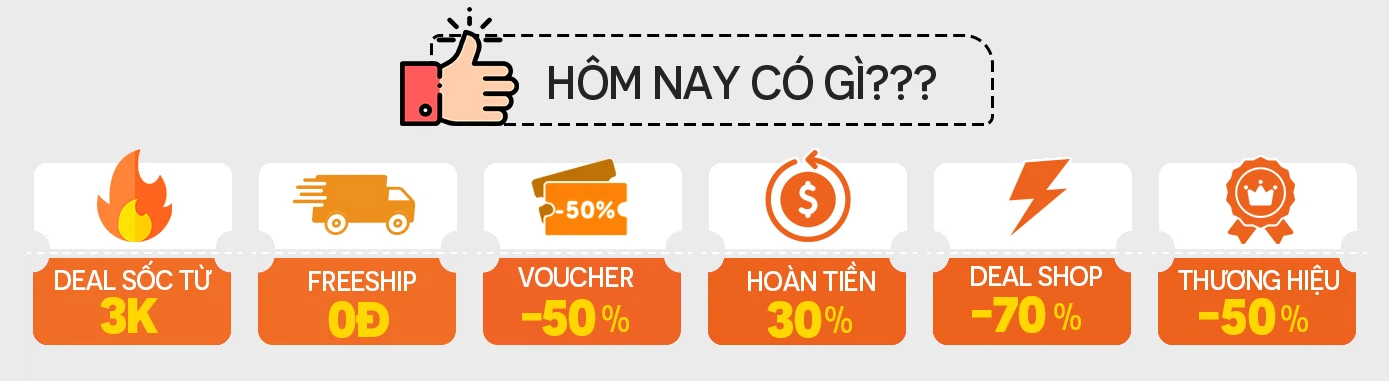 HÔM NAY CÓ GÌ???
-50%
$
DEAL SỐC TỪ
3K
FREESHIP
0Đ
VOUCHER
-50%
HOÀN TIỀN
30%
DEAL SHOP
-70%
THƯƠNG HIỆU
-50%